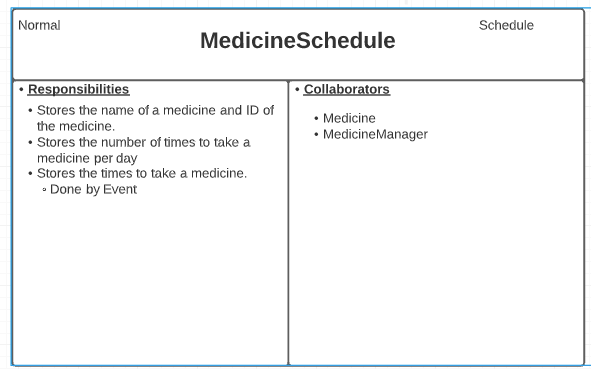 Normal
Schedule
MedicineSchedule
• Responsibilities
• Stores the name of a medicine and ID of
the medicine.
• Stores the number of times to take a
medicine per day
• Stores the times to take a medicine.
◦ Done by Event
• Collaborators
• Medicine
• MedicineManager